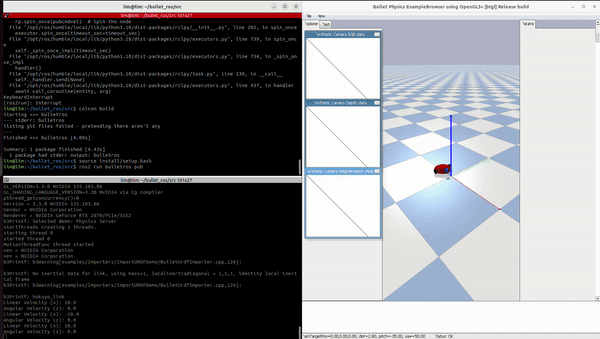 lim@lim: ~/bullet_ros/src
lim@lim: ~/bullet_ros/src 101x27
rp.spin_once(pubcmdvel)  # Spin the node
File "/opt/ros/humble/local/lib/python3.10/dist-packages/rclpy/__init__.py", line 202, in spin_once
executor.spin_once(timeout_sec=timeout_sec)
File "/opt/ros/humble/local/lib/python3.10/dist-packages/rclpy/executors.py", line 739, in spin_once
self._spin_once_impl(timeout_sec)
File "/opt/ros/humble/local/lib/python3.10/dist-packages/rclpy/executors.py", line 736, in spin_once_impl
handler()
File "/opt/ros/humble/local/lib/python3.10/dist-packages/rclpy/task.py", line 239, in __call__
self._handler.send(None)
File "/opt/ros/humble/local/lib/python3.10/dist-packages/rclpy/executors.py", line 437, in handler
await call_coroutine(entity, arg)
KeyboardInterrupt
[ros2run]: Interrupt
lim@lim:~/bullet_ros/src$ colcon build
Starting >>> bulletros
--- stderr: bulletros
listing git files failed - pretending there aren't any
---
Finished <<< bulletros [4.09s]
Summary: 1 package finished [4.43s]
1 package had stderr output: bulletros
lim@lim:~/bullet_ros/src$ source install/setup.bash
lim@lim:~/bullet_ros/src$ ros2 run bulletros pub
lim@lim: ~/bullet_ros/src 101x27
GL_VERSION=3.3.0 NVIDIA 535.183.06
GL_SHADING_LANGUAGE_VERSION=3.30 NVIDIA via Cg compiler
pthread_getconcurrency()=0
Version = 3.3.0 NVIDIA 535.183.06
Vendor = NVIDIA Corporation
Renderer = NVIDIA GeForce RTX 2070/PCIe/SSE2
b3Printf: Selected demo: Physics Server
startThreads creating 1 threads.
starting thread 0
started thread 0
MotionThreadFunc thread started
ven = NVIDIA Corporation
ven = NVIDIA Corporation
b3Printf: b3Warning[examples/Importers/ImportURDFDemo/BulletUrdfImporter.cpp,126]:
b3Printf: No inertial data for link, using mass=1, localinertiadiagonal = 1,1,1, identity local inertial frame
b3Printf: b3Warning[examples/Importers/ImportURDFDemo/BulletUrdfImporter.cpp,126]:
b3Printf: hokuyo_link
Linear Velocity (x): 10.0
Angular Velocity (z): 0.0
Linear Velocity (x): -10.0
Angular Velocity (z): 0.0
Linear Velocity (x): 10.0
Angular Velocity (z): 0.0
Bullet Physics ExampleBrowser using OpenGL3+ [btgl] Release build
File View
Explorer Test
Params
Synthetic Camera RGB data
Synthetic Camera Depth data
dist=2.80, pitch=-35.00, yaw=50.00
Status: OK